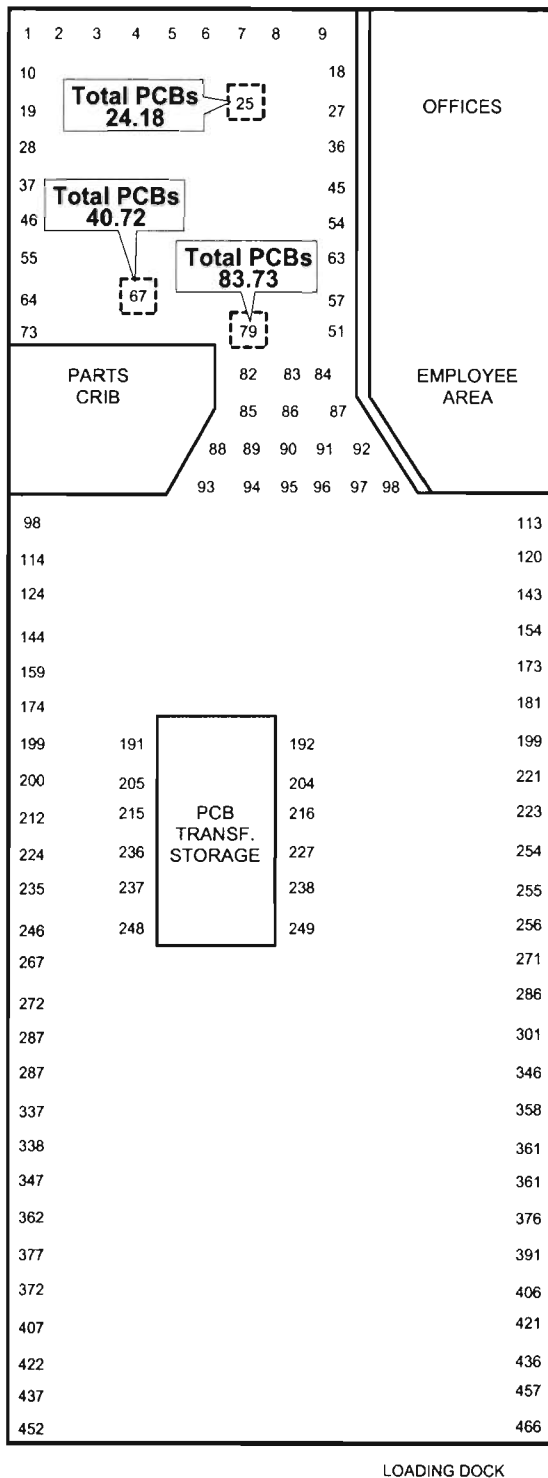 1 2 3 4 5 6 7 8 9
10 18
Total PCBs
24.18
25
19 27
OFFICES
28 36
37 45
Total PCBs
40.72
46 54
55 63
Total PCBs
83.73
64 67 57
73 79 51
PARTS
CRIB
82 83 84
EMPLOYEE
AREA
85 86 87
88 89 90 91 92
93 94 95 96 97 98
98 113
114 120
124 143
144 154
159 173
174 181
199 191 192 199
200 205 204 221
212 215 216 223
PCB
TRANSF.
STORAGE
224 236 227 254
235 237 238 255
246 248 249 256
267 271
272 286
287 301
287 346
337 358
338 361
347 361
362 376
377 391
372 406
407 421
422 436
437 457
452 466
LOADING DOCK